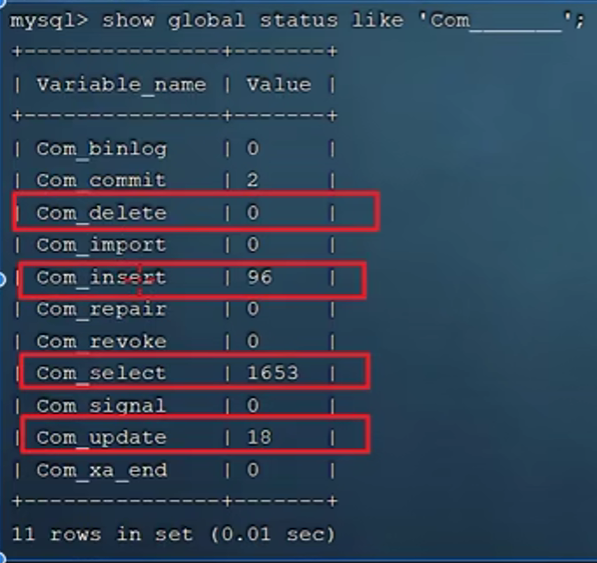 mysql> show global status like 'Com_______';
+---------------+-------+
| Variable_name | Value |
+---------------+-------+
| Com_binlog | 0 |
| Com_commit | 2 |
| Com_delete | 0 |
| Com_import | 0 |
| Com_insert | 96 |
| Com_repair | 0 |
| Com_revoke | 0 |
| Com_select | 1653 |
| Com_signal | 0 |
| Com_update | 18 |
| Com_xa_end | 0 |
+---------------+-------+
11 rows in set (0.01 sec)